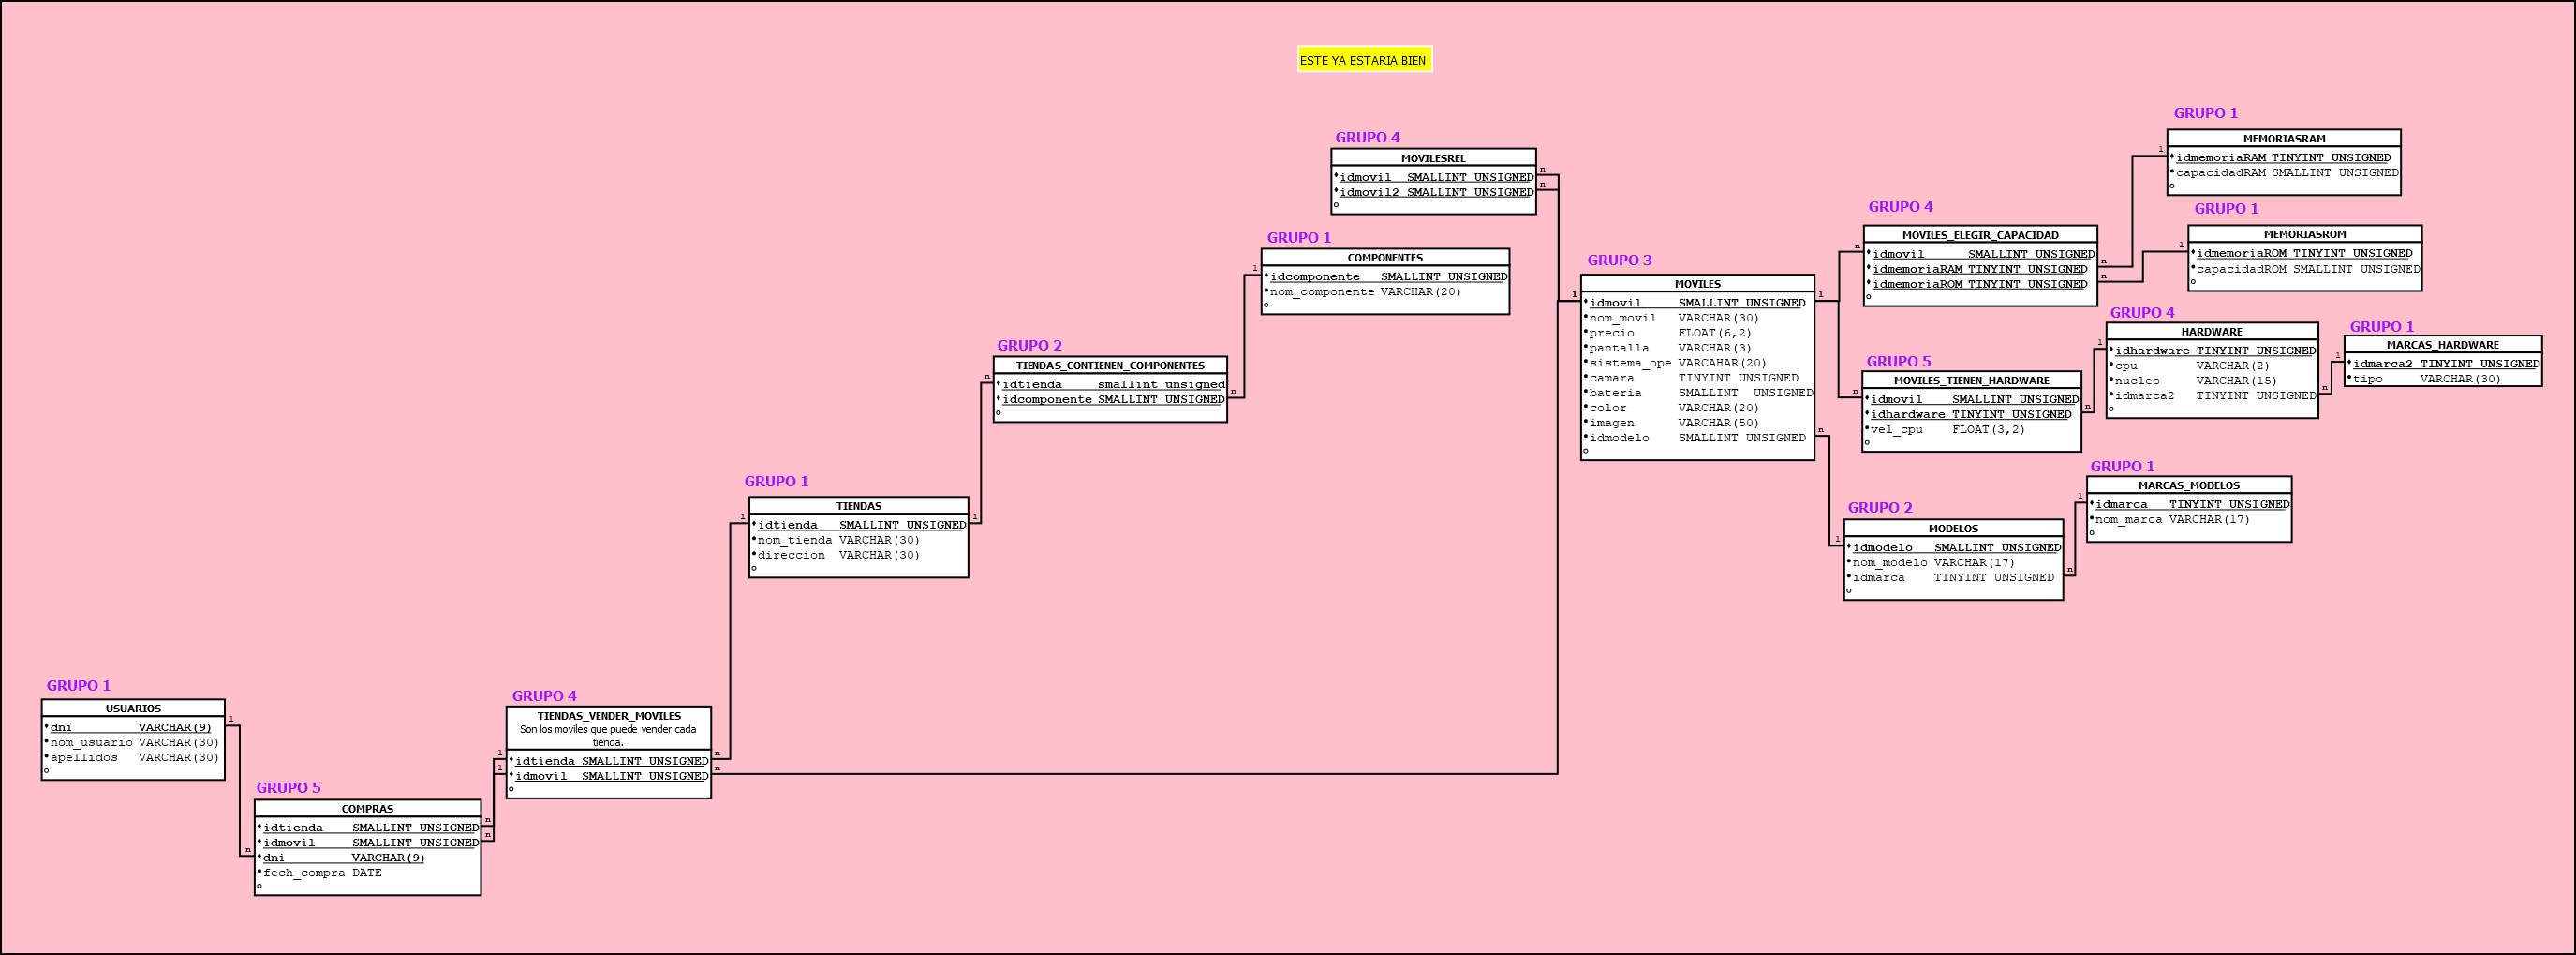 ESTE YA ESTARIA BIEN
GRUPO 1
MEMORIASRAM
idmemoriaRAM TINYINT UNSIGNED
capacidadRAM SMALLINT UNSIGNED
GRUPO 4
MOVILESREL
idmovil SMALLINT UNSIGNED
idmovil2 SMALLINT UNSIGNED
GRUPO 4
MOVILES_ELEGIR_CAPACIDAD
idmovil SMALLINT UNSIGNED
idmemoriaRAM TINYINT UNSIGNED
idmemoriaROM TINYINT UNSIGNED
GRUPO 1
MEMORIASROM
idmemoriaROM TINYINT UNSIGNED
capacidadROM SMALLINT UNSIGNED
GRUPO 1
COMPONENTES
idcomponente SMALLINT UNSIGNED
nom_componente VARCHAR(20)
GRUPO 3
MOVILES
idmovil SMALLINT UNSIGNED
nom_movil VARCHAR(30)
precio FLOAT(6,2)
pantalla VARCHAR(3)
sistema_ope VARCAHAR(20)
camara TINYINT UNSIGNED
bateria SMALLINT UNSIGNED
color VARCHAR(20)
imagen VARCHAR(50)
idmodelo SMALLINT UNSIGNED
GRUPO 4
HARDWARE
idhardware TINYINT UNSIGNED
cpu VARCHAR(2)
nucleo VARCHAR(15)
idmarca2 TINYINT UNSIGNED
GRUPO 1
MARCAS_HARDWARE
idmarca2 TINYINT UNSIGNED
tipo VARCHAR(30)
GRUPO 2
TIENDAS_CONTIENEN_COMPONENTES
idtienda smallint unsigned
idcomponente SMALLINT UNSIGNED
GRUPO 5
MOVILES_TIENEN_HARDWARE
idmovil SMALLINT UNSIGNED
idhardware TINYINT UNSIGNED
vel_cpu FLOAT(3,2)
GRUPO 1
MARCAS_MODELOS
idmarca TINYINT UNSIGNED
nom_marca VARCHAR(17)
GRUPO 1
TIENDAS
idtienda SMALLINT UNSIGNED
nom_tienda VARCHAR(30)
direccion VARCHAR(30)
GRUPO 2
MODELOS
idmodelo SMALLINT UNSIGNED
nom_modelo VARCHAR(17)
idmarca TINYINT UNSIGNED
GRUPO 1
USUARIOS
dni VARCHAR(9)
nom_usuario VARCHAR(30)
apellidos VARCHAR(30)
GRUPO 4
TIENDAS_VENDER_MOVILES
Son los moviles que puede vender cada
tienda.
idtienda SMALLINT UNSIGNED
idmovil SMALLINT UNSIGNED
GRUPO 5
COMPRAS
idtienda SMALLINT UNSIGNED
idmovil SMALLINT UNSIGNED
dni VARCHAR(9)
fech_compra DATE